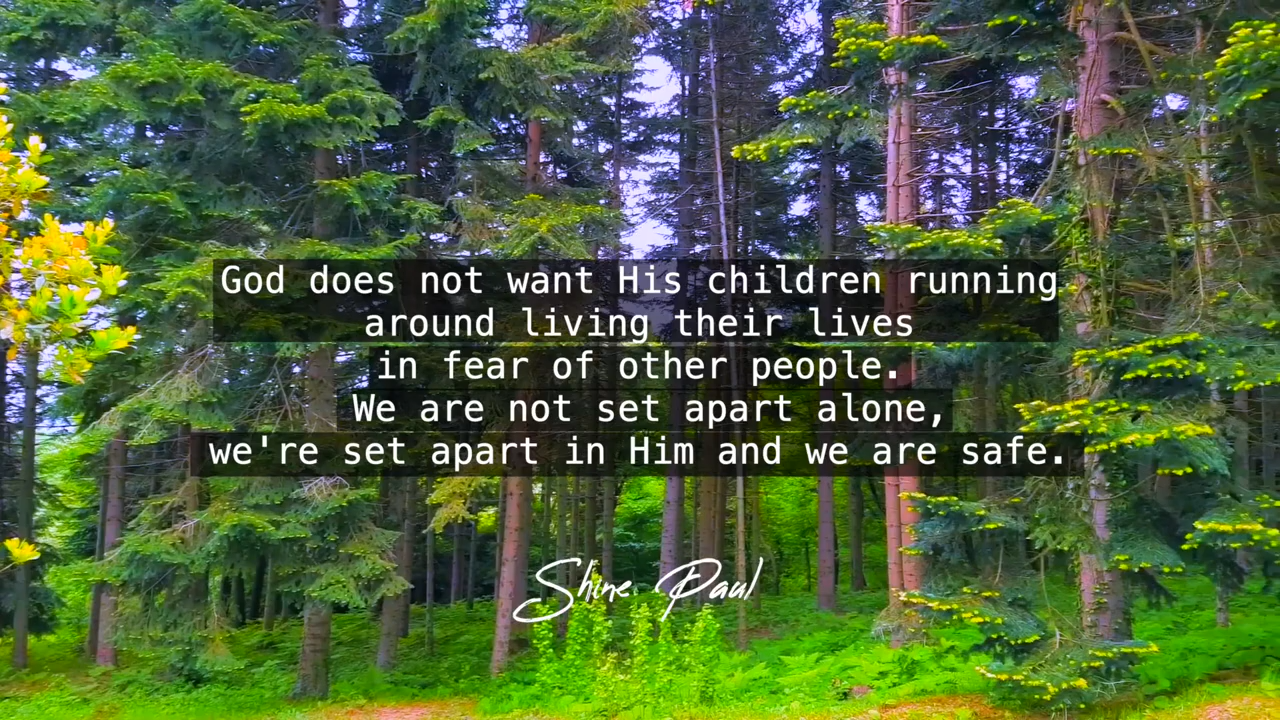 God does not want His children running
around living their lives
in fear of other people.
We are not set apart alone,
we're set apart in Him and we are safe.
Shine Paul